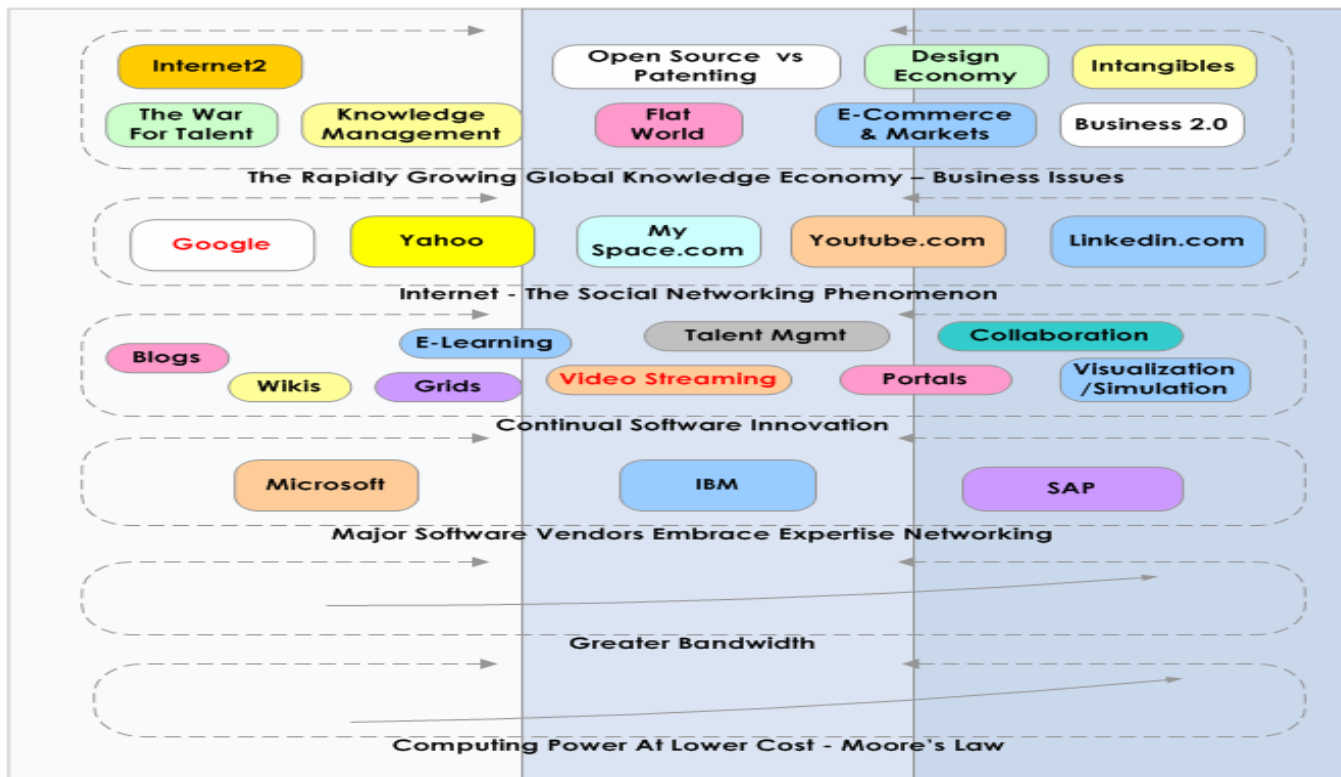 Internet2
Open Source vs
Patenting
Design
Economy
Intangibles
The War
For Talent
Knowledge
Management
Flat
World
E-Commerce
& Markets
Business 2.0
The Rapidly Growing Global Knowledge Economy – Business Issues
Google
Yahoo
My
Space.com
Youtube.com
Linkedin.com
Internet - The Social Networking Phenomenon
Blogs
E-Learning
Talent Mgmt
Collaboration
Wikis
Grids
Video Streaming
Portals
Visualization
/Simulation
Continual Software Innovation
Microsoft
IBM
SAP
Major Software Vendors Embrace Expertise Networking
Greater Bandwidth
Computing Power At Lower Cost - Moore's Law